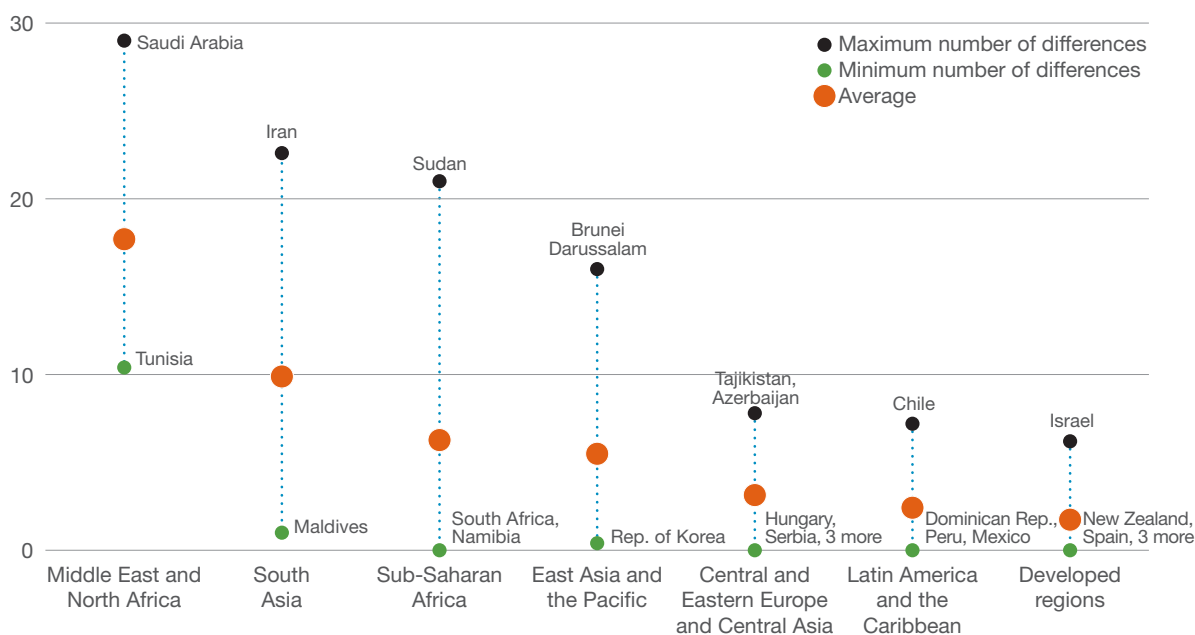 30
20
10
0
Maximum number of differences
Minimum number of differences
Average
Saudi Arabia
Tunisia
Iran
Maldives
Sudan
South Africa,
Namibia
Brunei
Darussalam
Rep. of Korea
Tajikistan,
Azerbaijan
Hungary,
Serbia, 3 more
Chile
Dominican Rep.,
Peru, Mexico
Israel
New Zealand,
Spain, 3 more
Middle East and
North Africa
South
Asia
Sub-Saharan
Africa
East Asia and
the Pacific
Central and
Eastern Europe
and Central Asia
Latin America
and the
Caribbean
Developed
regions